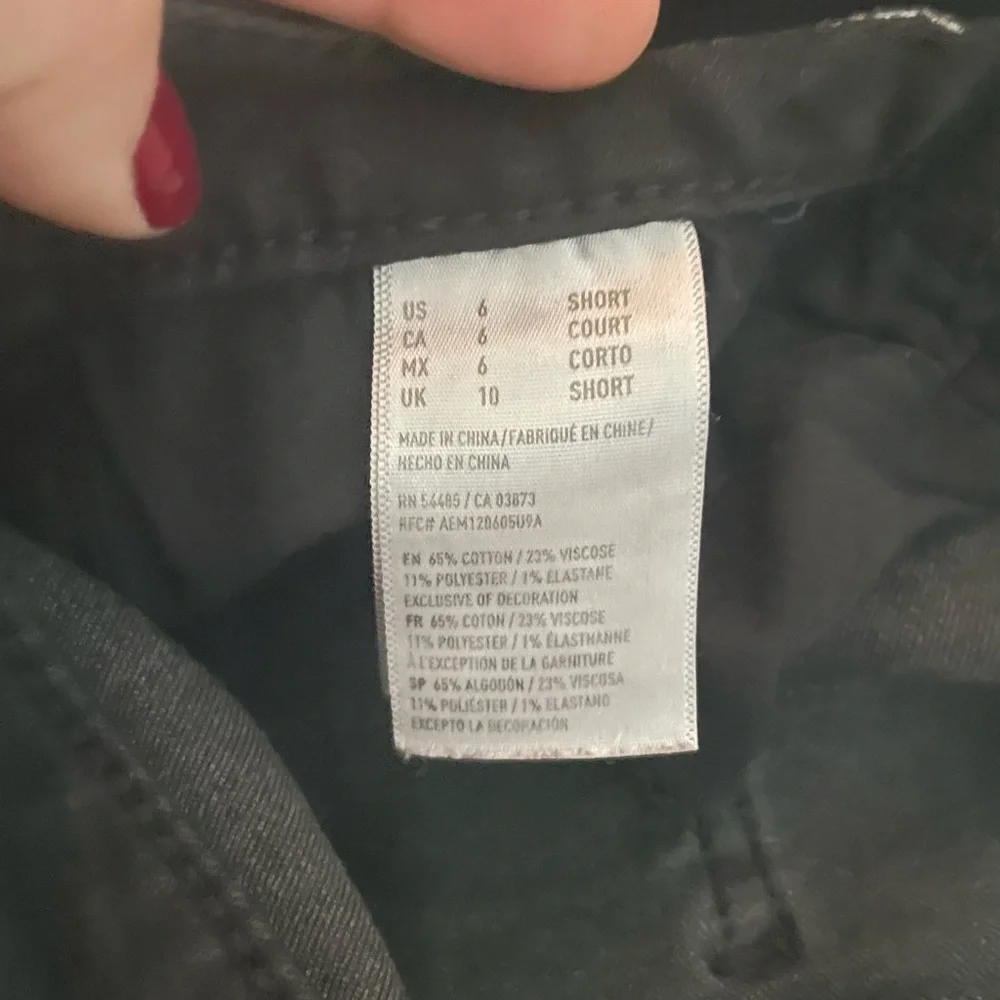 US 6 SHORT
CA 6 COURT
MX 6 CORTO
UK 10 SHORT
MADE IN CHINA/FABRIQUÉ EN CHINE/
HECHO EN CHINA
RN 54485 / CA 03873
RFC# AEM120605U9A
EN 65% COTTON / 23% VISCOSE
11% POLYESTER / 1% ELASTANE
EXCLUSIVE OF DECORATION
FR 65% COTON / 23% VISCOSE
11% POLYESTER / 1% ÉLASTHANNE
À L'EXCEPTION DE LA GARNITURE
SP 65% ALGODÓN / 23% VISCOSA
11% POLIÉSTER / 1% ELASTANO
EXCEPTO LA DECORACIÓN